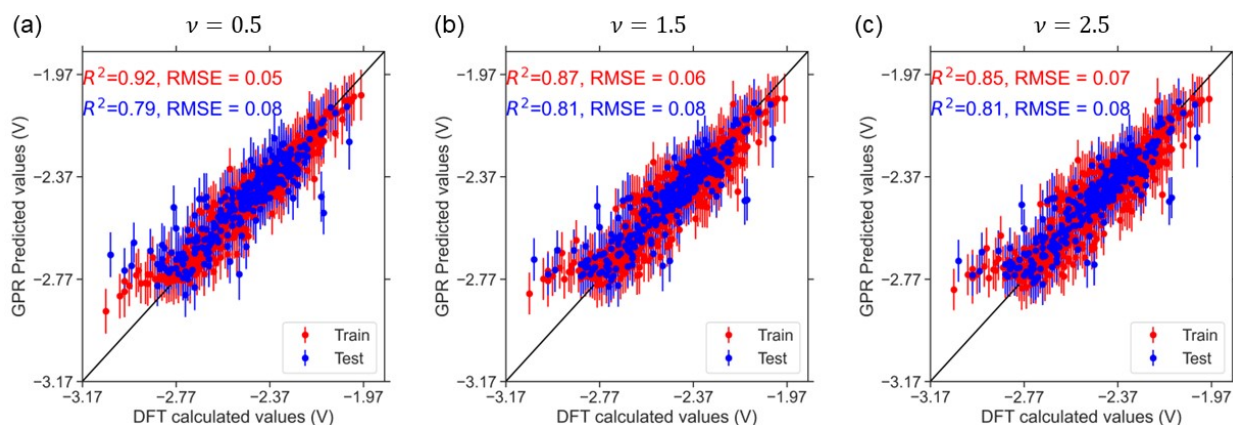 (a) ν = 0.5
R²=0.92, RMSE = 0.05
R²=0.79, RMSE = 0.08
GPR Predicted values (V)
−1.97
−2.37
−2.77
−3.17
Train
Test
−3.17 −2.77 −2.37 −1.97
DFT calculated values (V)
(b) ν = 1.5
R²=0.87, RMSE = 0.06
R²=0.81, RMSE = 0.08
GPR Predicted values (V)
−1.97
−2.37
−2.77
−3.17
Train
Test
−3.17 −2.77 −2.37 −1.97
DFT calculated values (V)
(c) ν = 2.5
R²=0.85, RMSE = 0.07
R²=0.81, RMSE = 0.08
GPR Predicted values (V)
−1.97
−2.37
−2.77
−3.17
Train
Test
−3.17 −2.77 −2.37 −1.97
DFT calculated values (V)